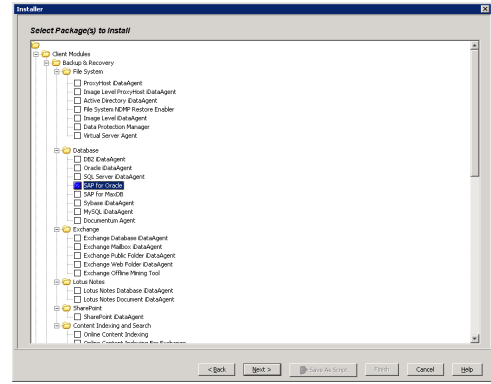 Installer
Select Package(s) to Install
Client Modules
Backup & Recovery
File System
ProxyHost iDataAgent
Image Level ProxyHost iDataAgent
Active Directory iDataAgent
File System NDMP Restore Enabler
Image Level iDataAgent
Data Protection Manager
Virtual Server Agent
Database
DB2 iDataAgent
Oracle iDataAgent
SQL Server iDataAgent
SAP for Oracle
SAP for MaxDB
Sybase iDataAgent
MySQL iDataAgent
Documentum Agent
Exchange
Exchange Database iDataAgent
Exchange Mailbox iDataAgent
Exchange Public Folder iDataAgent
Exchange Web Folder iDataAgent
Exchange Offline Mining Tool
Lotus Notes
Lotus Notes Database iDataAgent
Lotus Notes Document iDataAgent
SharePoint
SharePoint iDataAgent
Content Indexing and Search
Online Content Indexing
Online Content Indexing For Exchange
< Back Next > Save As Script Finish Cancel Help